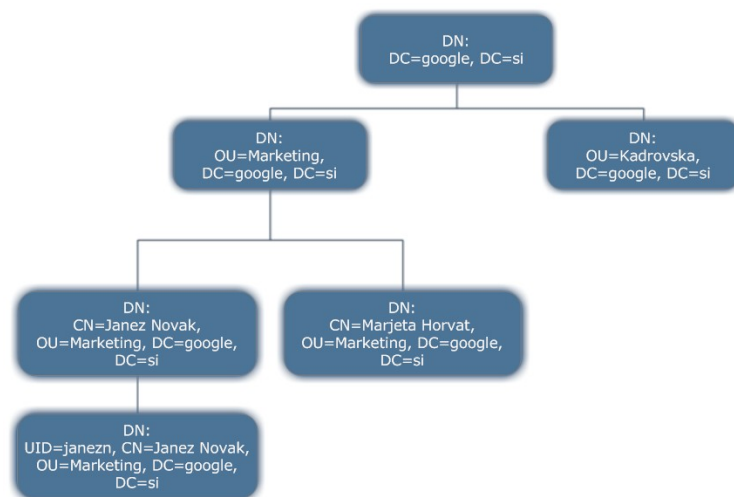 DN:
DC=google, DC=si
DN:
OU=Marketing,
DC=google, DC=si
DN:
OU=Kadrovska,
DC=google, DC=si
DN:
CN=Janez Novak,
OU=Marketing, DC=google,
DC=si
DN:
CN=Marjeta Horvat,
OU=Marketing, DC=google,
DC=si
DN:
UID=janezn, CN=Janez Novak,
OU=Marketing, DC=google,
DC=si